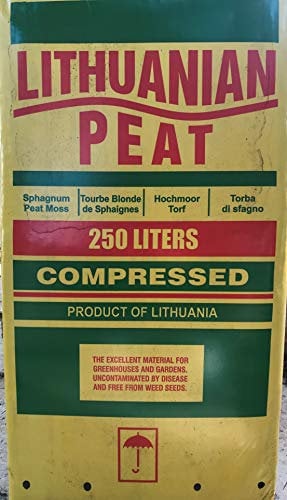 LITHUANIAN
PEAT
Sphagnum
Peat Moss
Tourbe Blonde
de Sphaignes
Hochmoor
Torf
Torba
di sfagno
250 LITERS
COMPRESSED
PRODUCT OF LITHUANIA
THE EXCELLENT MATERIAL FOR
GREENHOUSES AND GARDENS.
UNCONTAMINATED BY DISEASE
AND FREE FROM WEED SEEDS.